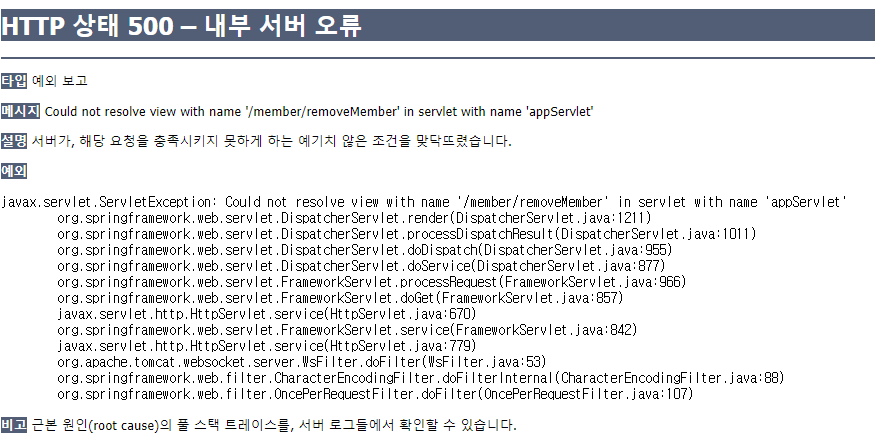 HTTP 상태 500 – 내부 서버 오류
타입 예외 보고
메시지 Could not resolve view with name '/member/removeMember' in servlet with name 'appServlet'
설명 서버가, 해당 요청을 충족시키지 못하게 하는 예기치 않은 조건을 맞닥뜨렸습니다.
예외
javax.servlet.ServletException: Could not resolve view with name '/member/removeMember' in servlet with name 'appServlet'
org.springframework.web.servlet.DispatcherServlet.render(DispatcherServlet.java:1211)
org.springframework.web.servlet.DispatcherServlet.processDispatchResult(DispatcherServlet.java:1011)
org.springframework.web.servlet.DispatcherServlet.doDispatch(DispatcherServlet.java:955)
org.springframework.web.servlet.DispatcherServlet.doService(DispatcherServlet.java:877)
org.springframework.web.servlet.FrameworkServlet.processRequest(FrameworkServlet.java:966)
org.springframework.web.servlet.FrameworkServlet.doGet(FrameworkServlet.java:857)
javax.servlet.http.HttpServlet.service(HttpServlet.java:670)
org.springframework.web.servlet.FrameworkServlet.service(FrameworkServlet.java:842)
javax.servlet.http.HttpServlet.service(HttpServlet.java:779)
org.apache.tomcat.websocket.server.WsFilter.doFilter(WsFilter.java:53)
org.springframework.web.filter.CharacterEncodingFilter.doFilterInternal(CharacterEncodingFilter.java:88)
org.springframework.web.filter.OncePerRequestFilter.doFilter(OncePerRequestFilter.java:107)
비고 근본 원인(root cause)의 풀 스택 트레이스를, 서버 로그들에서 확인할 수 있습니다.